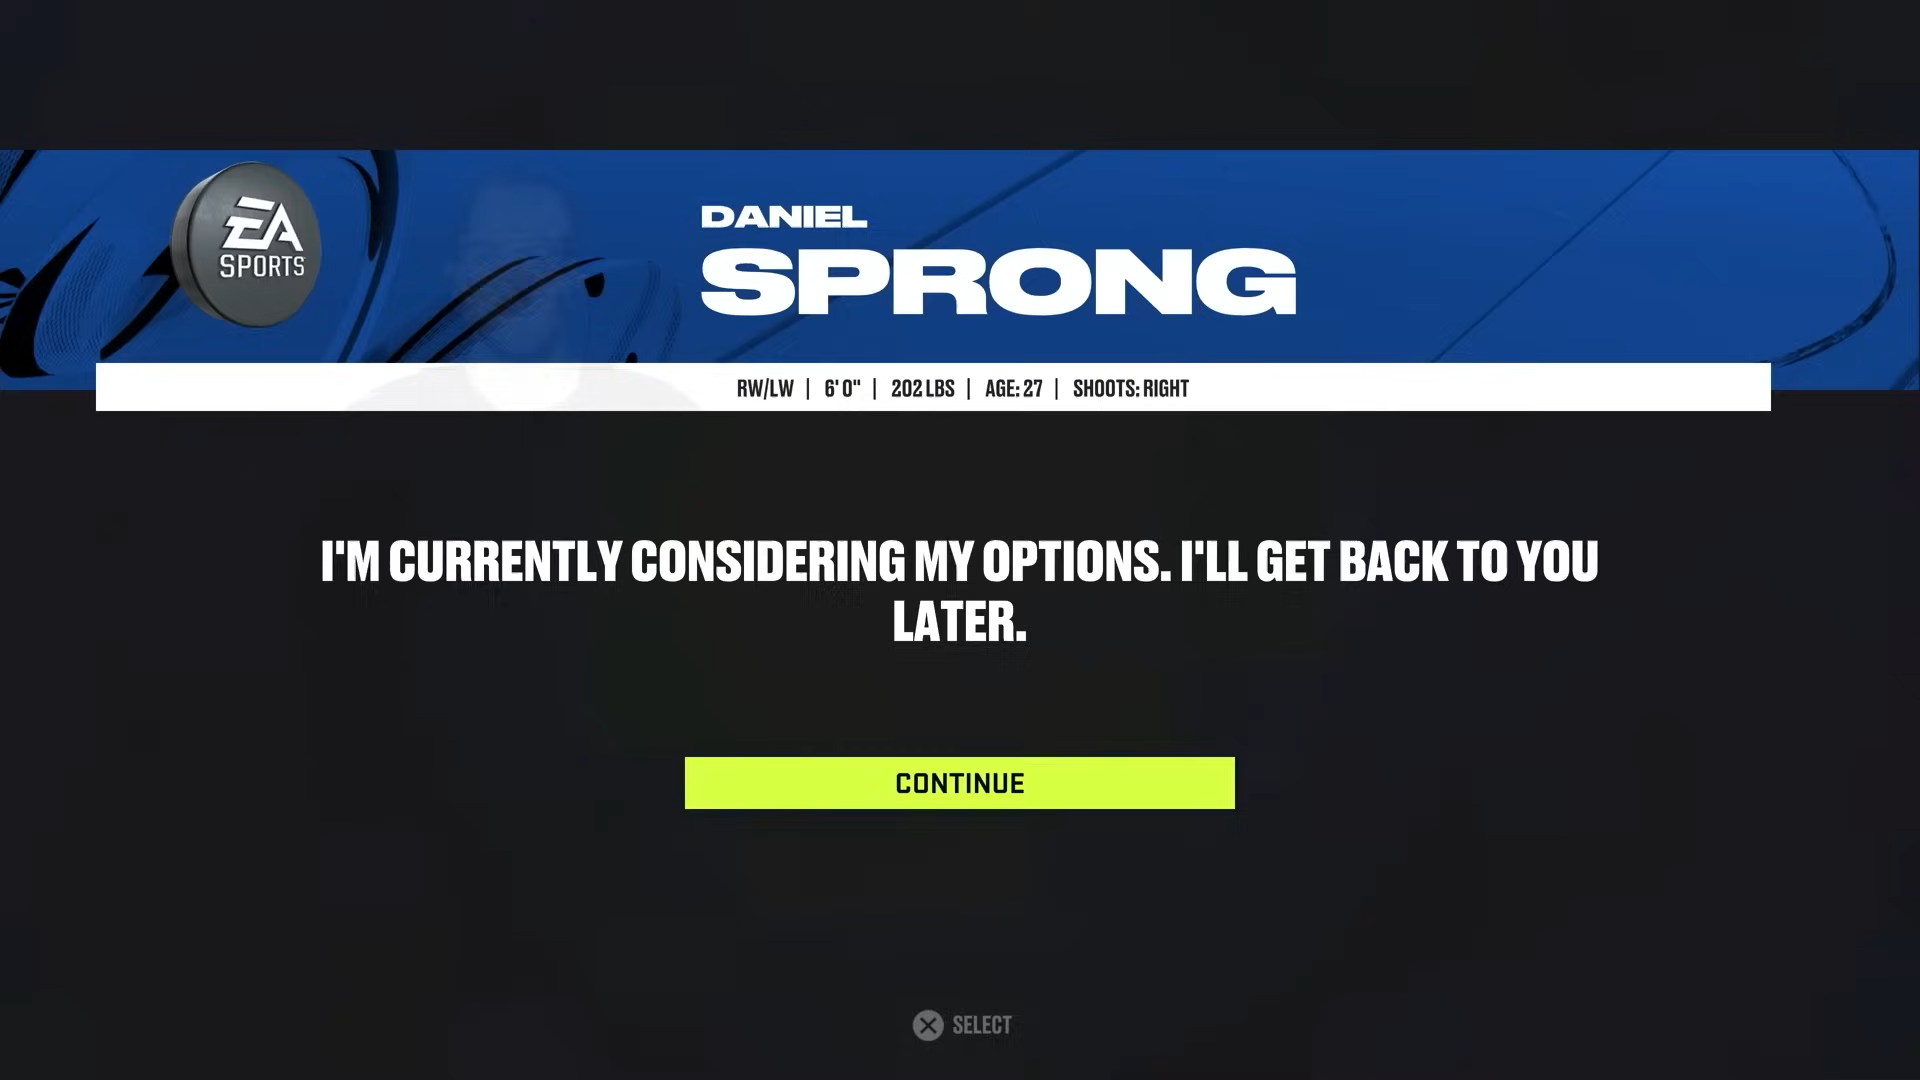 EA
SPORTS
DANIEL
SPRONG
RW/LW | 6' 0" | 202 LBS | AGE: 27 | SHOOTS: RIGHT
I'M CURRENTLY CONSIDERING MY OPTIONS. I'LL GET BACK TO YOU
LATER.
CONTINUE
SELECT